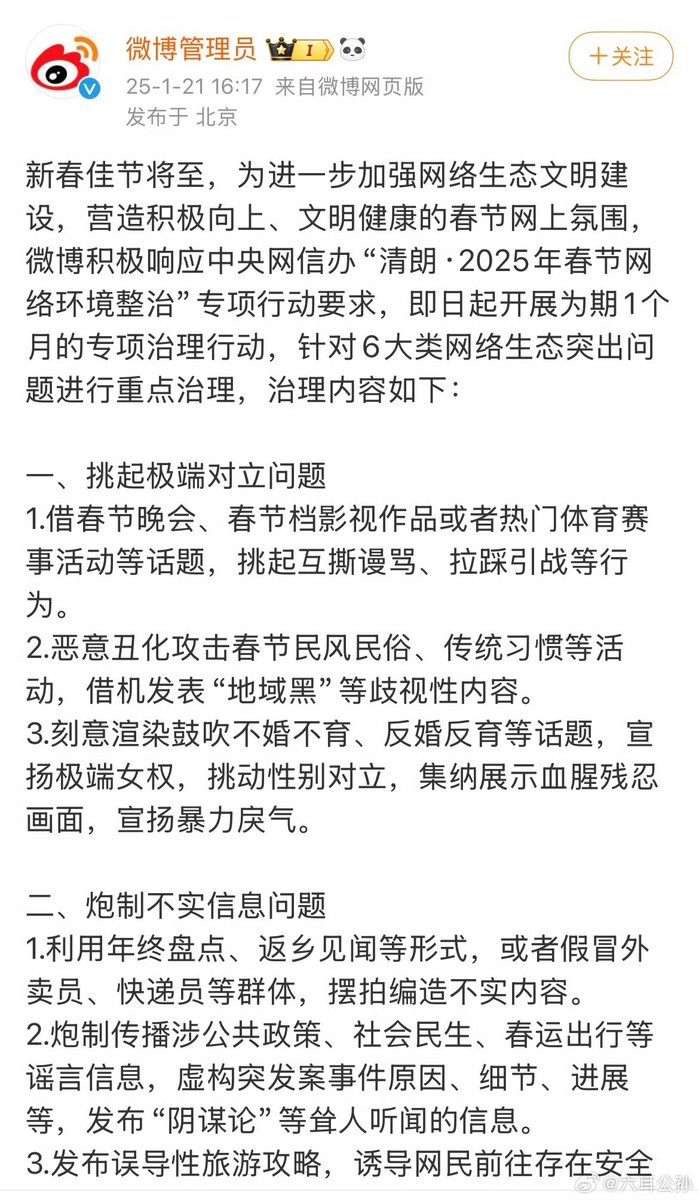 微博管理员 I
+关注
25-1-21 16:17 来自微博网页版
发布于 北京
新春佳节将至，为进一步加强网络生态文明建
设，营造积极向上、文明健康的春节网上氛围，
微博积极响应中央网信办“清朗·2025年春节网
络环境整治”专项行动要求，即日起开展为期1个
月的专项治理行动，针对6大类网络生态突出问
题进行重点治理，治理内容如下：
一、挑起极端对立问题
1.借春节晚会、春节档影视作品或者热门体育赛
事活动等话题，挑起互撕谩骂、拉踩引战等行
为。
2.恶意丑化攻击春节民风民俗、传统习惯等活
动，借机发表“地域黑”等歧视性内容。
3.刻意渲染鼓吹不婚不育、反婚反育等话题，宣
扬极端女权，挑动性别对立，集纳展示血腥残忍
画面，宣扬暴力戾气。
二、炮制不实信息问题
1.利用年终盘点、返乡见闻等形式，或者假冒外
卖员、快递员等群体，摆拍编造不实内容。
2.炮制传播涉公共政策、社会民生、春运出行等
谣言信息，虚构突发案事件原因、细节、进展
等，发布“阴谋论”等耸人听闻的信息。
3.发布误导性旅游攻略，诱导网民前往存在安全
@六耳公孙